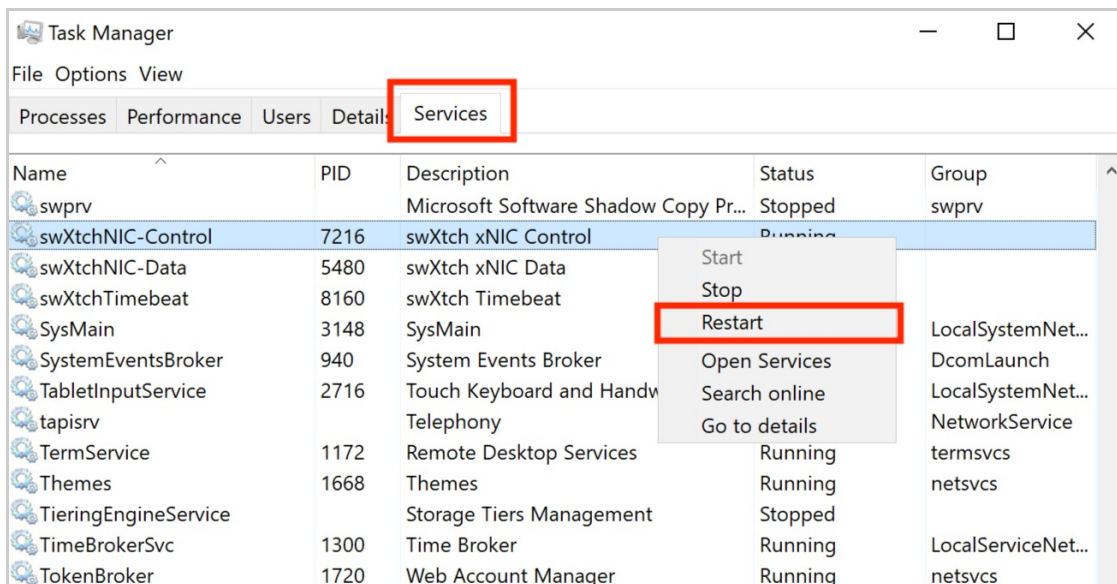 Task Manager
File Options View
Processes Performance Users Details Services
Name PID Description Status Group
swprv Microsoft Software Shadow Copy Pr... Stopped swprv
swXtchNIC-Control 7216 swXtch xNIC Control Running
swXtchNIC-Data 5480 swXtch xNIC Data
Start
swXtchTimebeat 8160 swXtch Timebeat
Stop
SysMain 3148 SysMain LocalSystemNet...
Restart
SystemEventsBroker 940 System Events Broker DcomLaunch
Open Services
TabletInputService 2716 Touch Keyboard and Handw LocalSystemNet...
Search online
tapisrv Telephony NetworkService
Go to details
TermService 1172 Remote Desktop Services Running termsvcs
Themes 1668 Themes Running netsvcs
TieringEngineService Storage Tiers Management Stopped
TimeBrokerSvc 1300 Time Broker Running LocalServiceNet...
TokenBroker 1720 Web Account Manager Running netsvcs